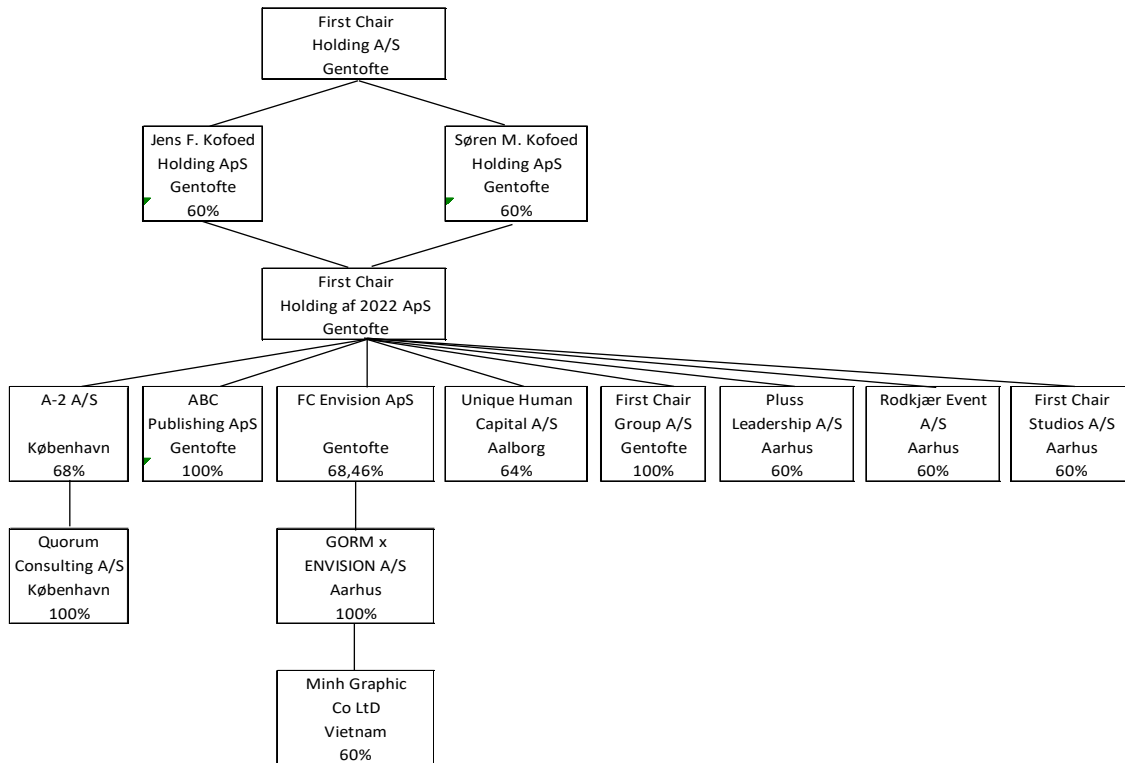 First Chair
Holding A/S
Gentofte
Jens F. Kofoed
Holding ApS
Gentofte
60%
Søren M. Kofoed
Holding ApS
Gentofte
60%
First Chair
Holding af 2022 ApS
Gentofte
A-2 A/S
København
68%
ABC
Publishing ApS
Gentofte
100%
FC Envision ApS
Gentofte
68,46%
Unique Human
Capital A/S
Aalborg
64%
First Chair
Group A/S
Gentofte
100%
Pluss
Leadership A/S
Aarhus
60%
Rodkjær Event
A/S
Aarhus
60%
First Chair
Studios A/S
Aarhus
60%
Quorum
Consulting A/S
København
100%
GORM x
ENVISION A/S
Aarhus
100%
Minh Graphic
Co LtD
Vietnam
60%